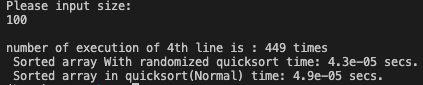 Please input size:
100
number of execution of 4th line is : 449 times
Sorted array With randomized quicksort time: 4.3e-05 secs.
Sorted array in quicksort(Normal) time: 4.9e-05 secs.